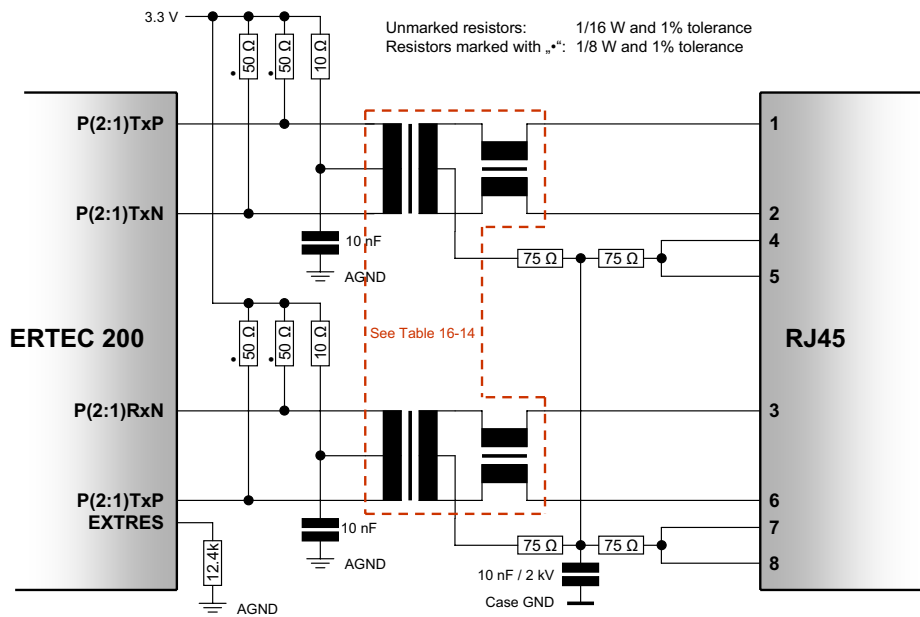 3.3 V
Unmarked resistors: 1/16 W and 1% tolerance
Resistors marked with „•“: 1/8 W and 1% tolerance
50 Ω
50 Ω
10 Ω
P(2:1)TxP
1
P(2:1)TxN
2
10 nF
4
75 Ω
75 Ω
AGND
5
ERTEC 200
50 Ω
50 Ω
10 Ω
See Table 16-14
RJ45
P(2:1)RxN
3
P(2:1)TxP
6
EXTRES
10 nF
7
75 Ω
75 Ω
12.4k
AGND
10 nF / 2 kV
8
AGND
Case GND